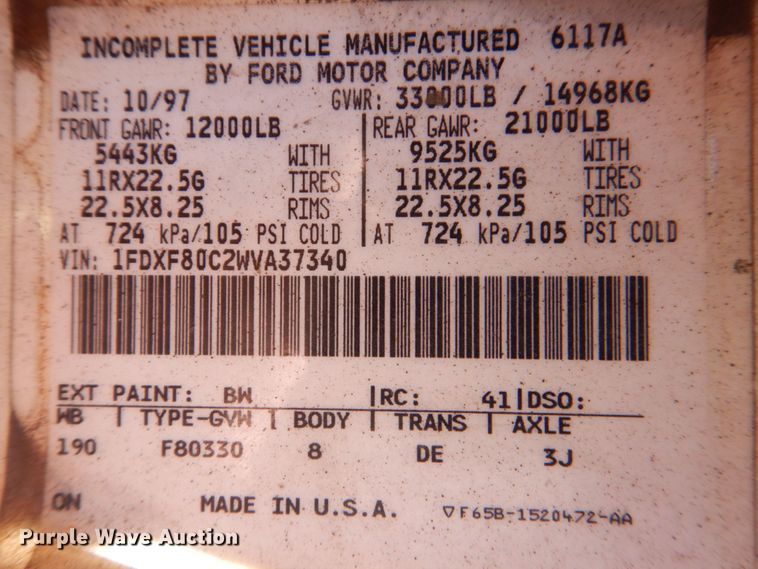 INCOMPLETE VEHICLE MANUFACTURED 6117A
BY FORD MOTOR COMPANY
DATE: 10/97 GVWR: 33000LB / 14968KG
FRONT GAWR: 12000LB REAR GAWR: 21000LB
5443KG WITH 9525KG WITH
11RX22.5G TIRES 11RX22.5G TIRES
22.5X8.25 RIMS 22.5X8.25 RIMS
AT 724 kPa/105 PSI COLD AT 724 kPa/105 PSI COLD
VIN: 1FDXF80C2WVA37340
EXT PAINT: BW |RC: 41|DSO:
WB | TYPE-GVW | BODY | TRANS | AXLE
190 F80330 8 DE 3J
ON MADE IN U.S.A. ▽F65B-1520472-AA
Purple Wave Auction